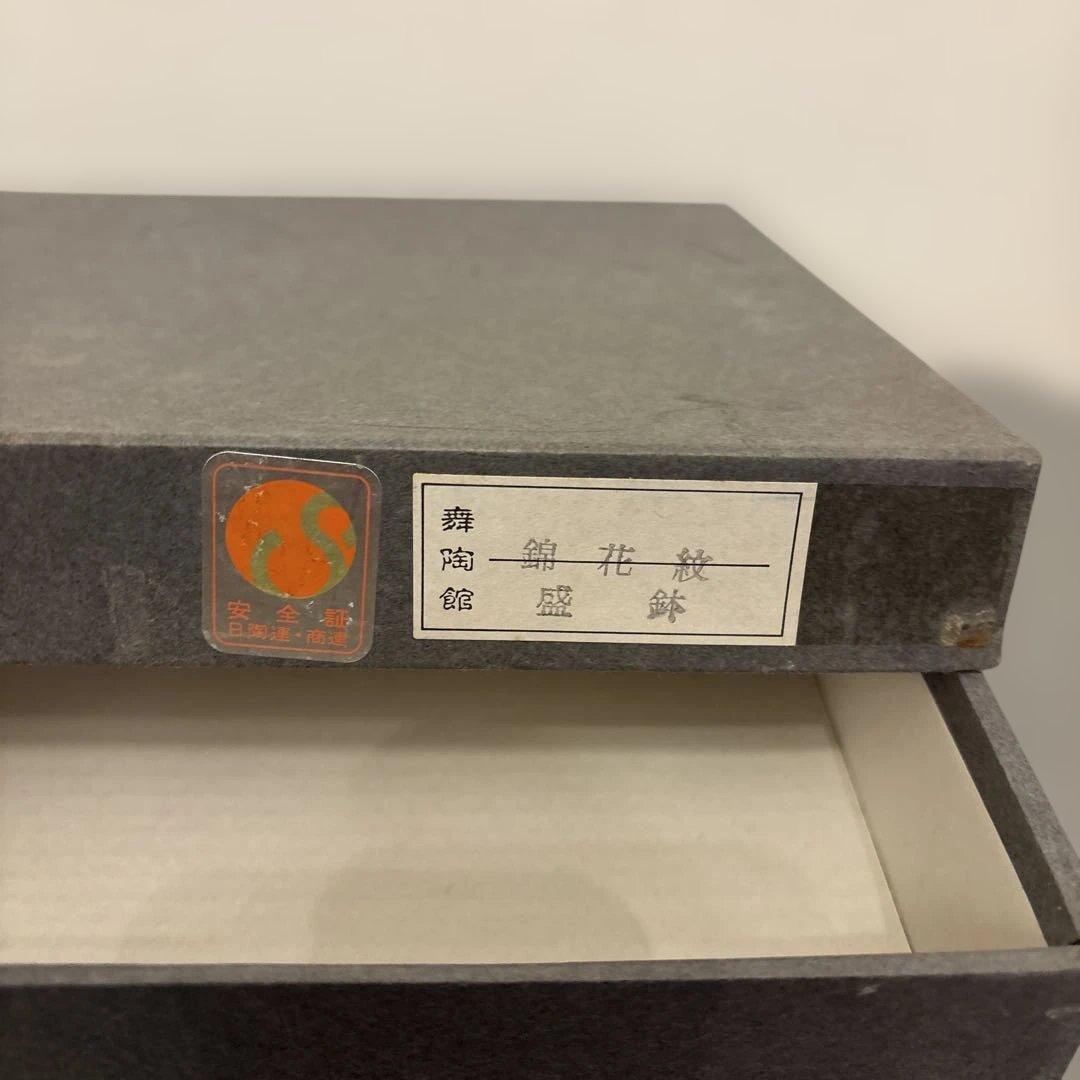 安全証
日陶連・商連
舞陶館
錦花紋
盛鉢